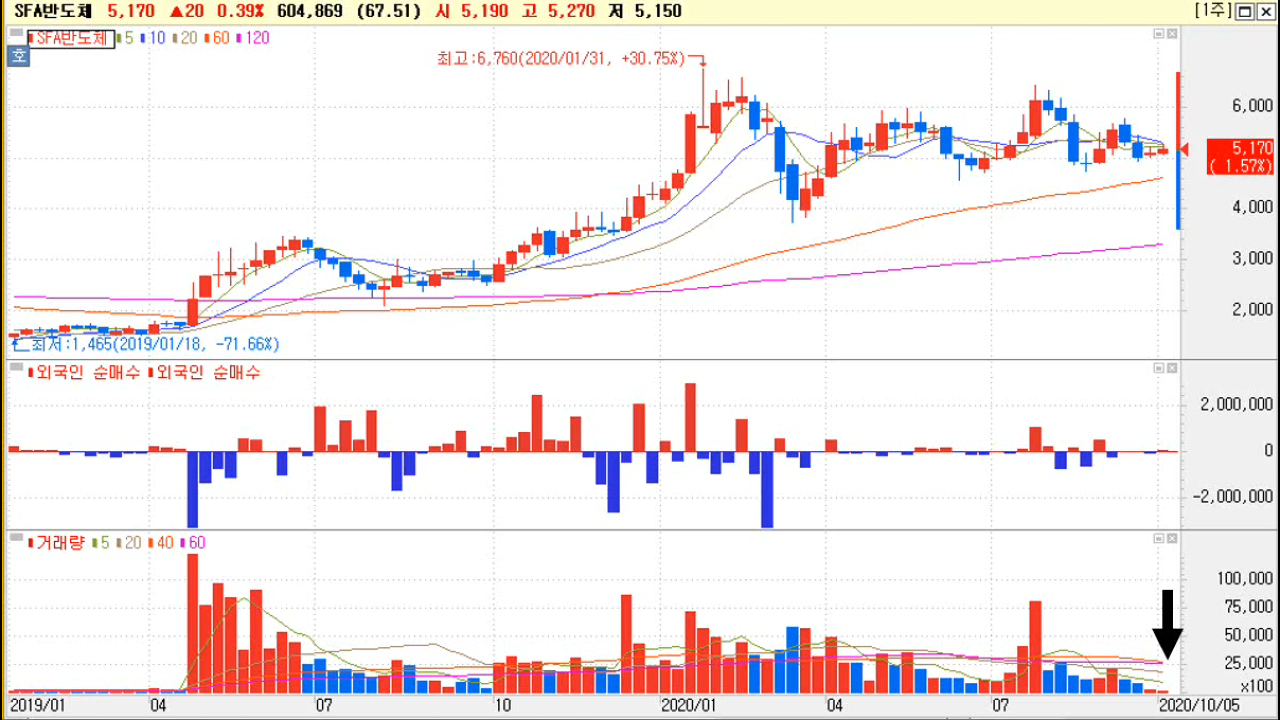 SFA반도체 5,170 ▲20 0.39% 604,869 (67.51) 시 5,190 고 5,270 저 5,150 [1주]
SFA반도체 5 10 20 60 120
호
최고:6,760(2020/01/31, +30.75%)
6,000
5,170
( 1.57%)
4,000
3,000
2,000
최저:1,465(2019/01/18, -71.66%)
외국인 순매수 외국인 순매수
2,000,000
0
-2,000,000
거래량 5 20 40 60
100,000
75,000
50,000
25,000
x100
2019/01 04 07 10 2020/01 04 07 2020/10/05